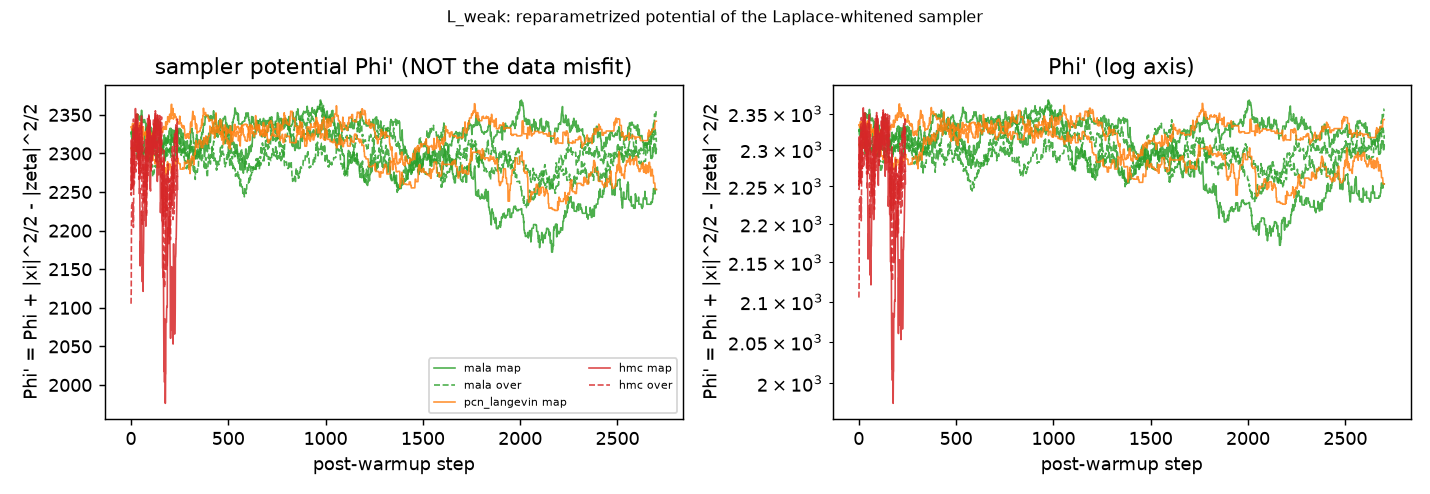 L_weak: reparametrized potential of the Laplace-whitened sampler
sampler potential Phi' (NOT the data misfit)
Phi' = Phi + |xi|^2/2 - |zeta|^2/2
2350
2300
2250
2200
2150
2100
2050
2000
0 500 1000 1500 2000 2500
post-warmup step
mala map
mala over
pcn_langevin map
hmc map
hmc over
Phi' (log axis)
Phi' = Phi + |xi|^2/2 - |zeta|^2/2
2.35 × 10³
2.3 × 10³
2.25 × 10³
2.2 × 10³
2.15 × 10³
2.1 × 10³
2.05 × 10³
2 × 10³
0 500 1000 1500 2000 2500
post-warmup step